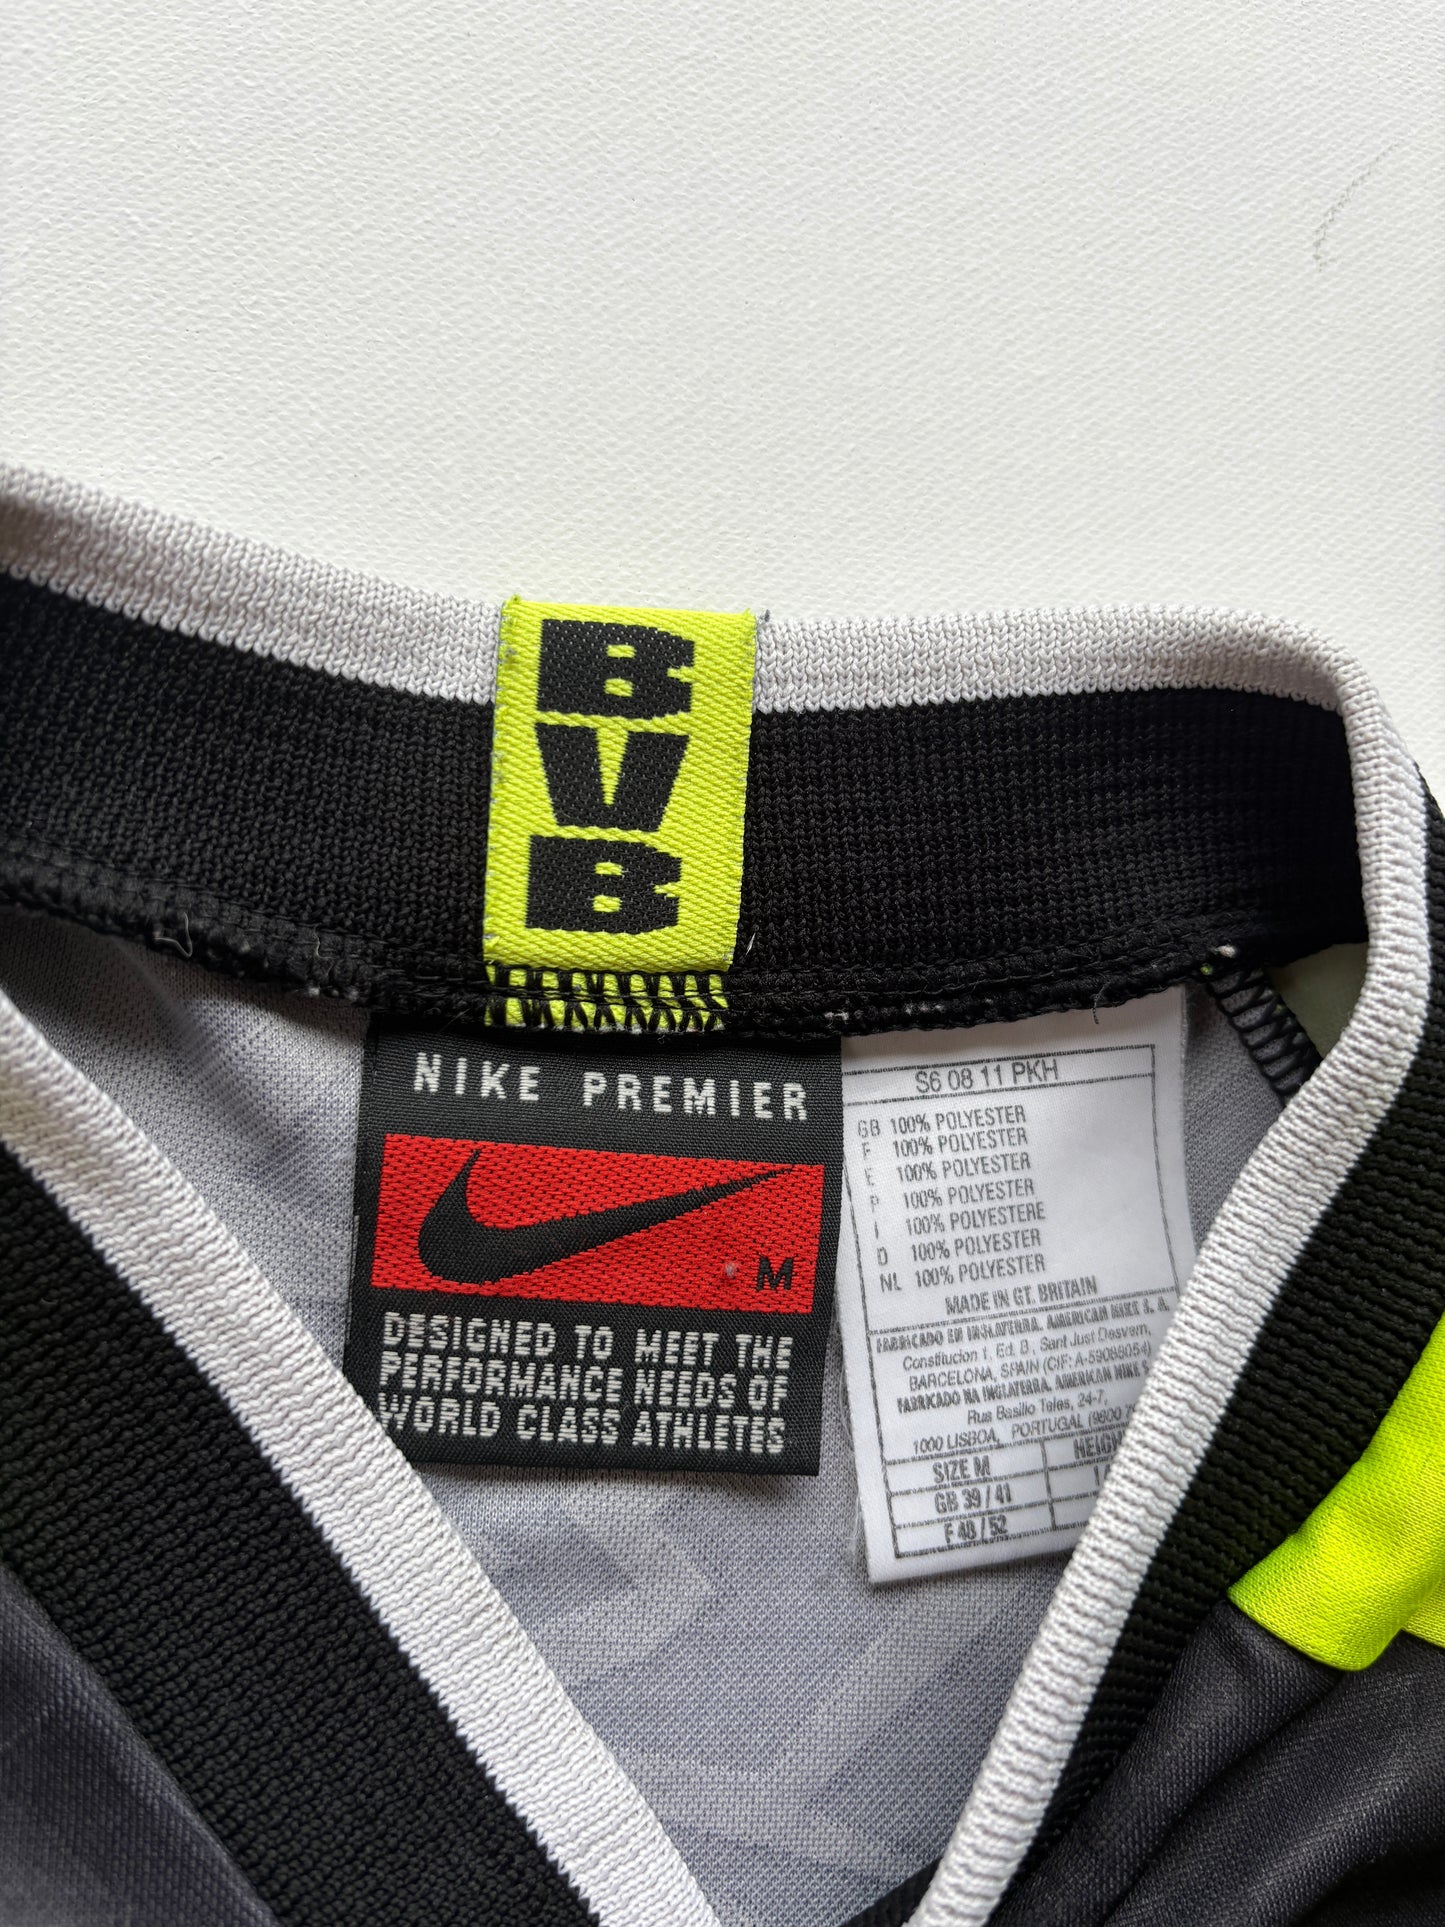 B
V
B
NIKE PREMIER
M
DESIGNED TO MEET THE
PERFORMANCE NEEDS OF
WORLD CLASS ATHLETES
S6 08 11 PKH
GB 100% POLYESTER
F 100% POLYESTER
E 100% POLYESTER
P 100% POLYESTER
I 100% POLYESTERE
D 100% POLYESTER
NL 100% POLYESTER
MADE IN GT. BRITAIN
FABRICADO EN INGLATERRA. AMERICAN NIKE S. A.
Constitucion 1, Ed. B, Sant Just Desvern,
BARCELONA, SPAIN (CIF: A-59088054)
FABRICADO NA INGLATERRA. AMERICAN NIKE S
Rua Basilio Teles, 24-7,
1000 LISBOA, PORTUGAL
SIZE M HEIGH
GB 39/41
F 48/52